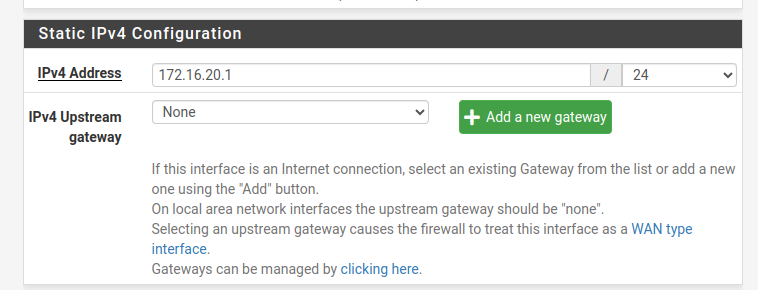 Static IPv4 Configuration
IPv4 Address
172.16.20.1 / 24
IPv4 Upstream
gateway
None
Add a new gateway
If this interface is an Internet connection, select an existing Gateway from the list or add a new
one using the "Add" button.
On local area network interfaces the upstream gateway should be "none".
Selecting an upstream gateway causes the firewall to treat this interface as a WAN type
interface.
Gateways can be managed by clicking here.